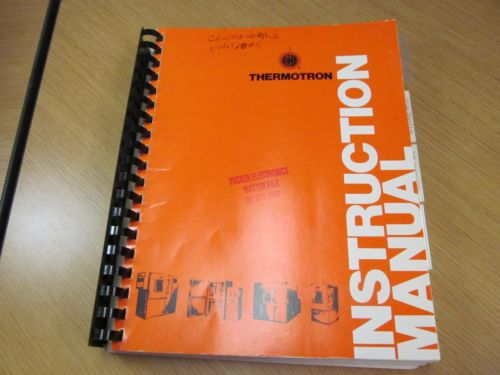 THERMOTRON
TUCKER ELECTRONICS
MASTER FILE
INSTRUCTION
MANUAL